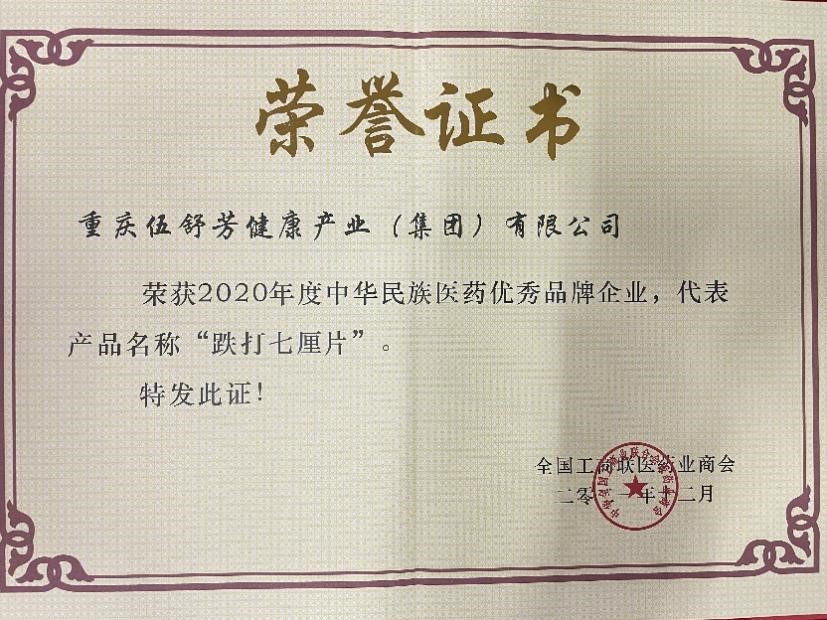 荣誉证书
重庆伍舒芳健康产业（集团）有限公司
荣获2020年度中华民族医药优秀品牌企业，代表
产品名称“跌打七厘片”。
特发此证！
全国工商联医药业商会
二零 一年十二月